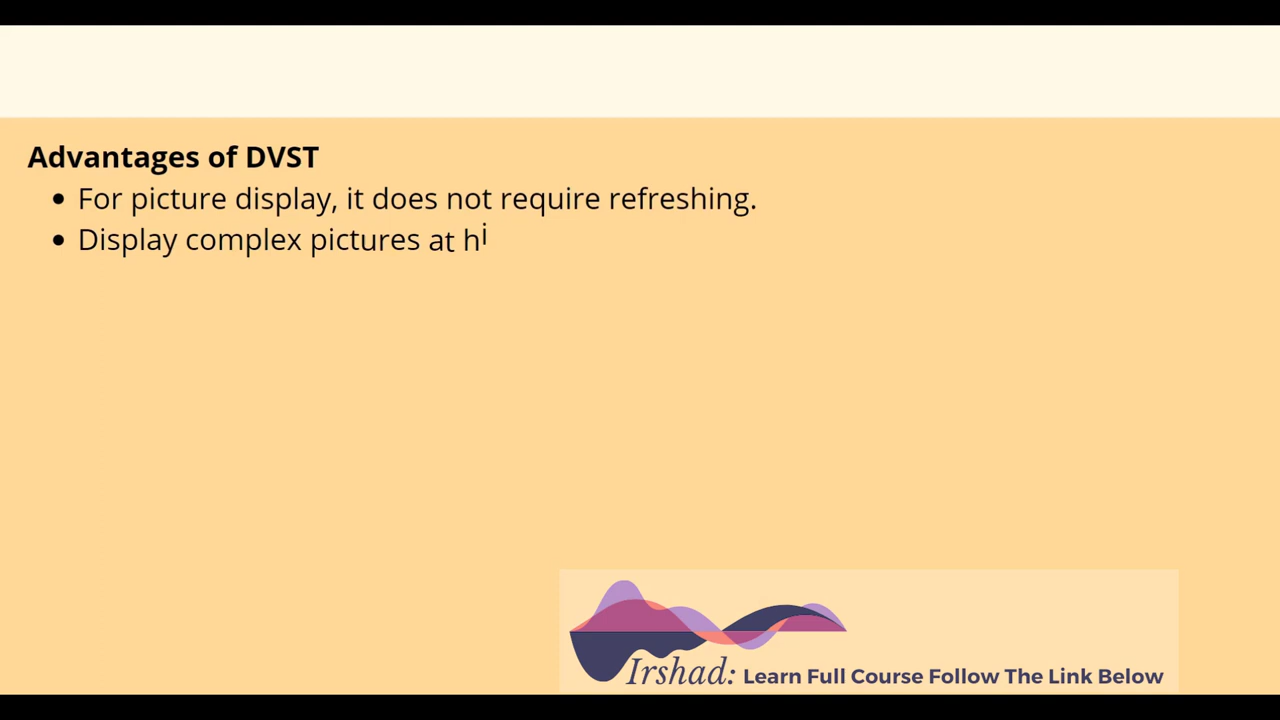 Advantages of DVST
• For picture display, it does not require refreshing.
• Display complex pictures at hi
Irshad: Learn Full Course Follow The Link Below